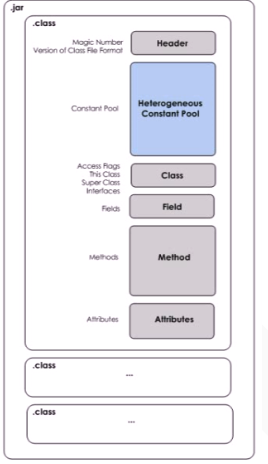 .jar
.class
Magic Number
Version of Class File Format
Header
Constant Pool
Heterogeneous
Constant Pool
Access Flags
This Class
Super Class
Interfaces
Class
Fields
Field
Methods
Method
Attributes
Attributes
.class
...
.class
...